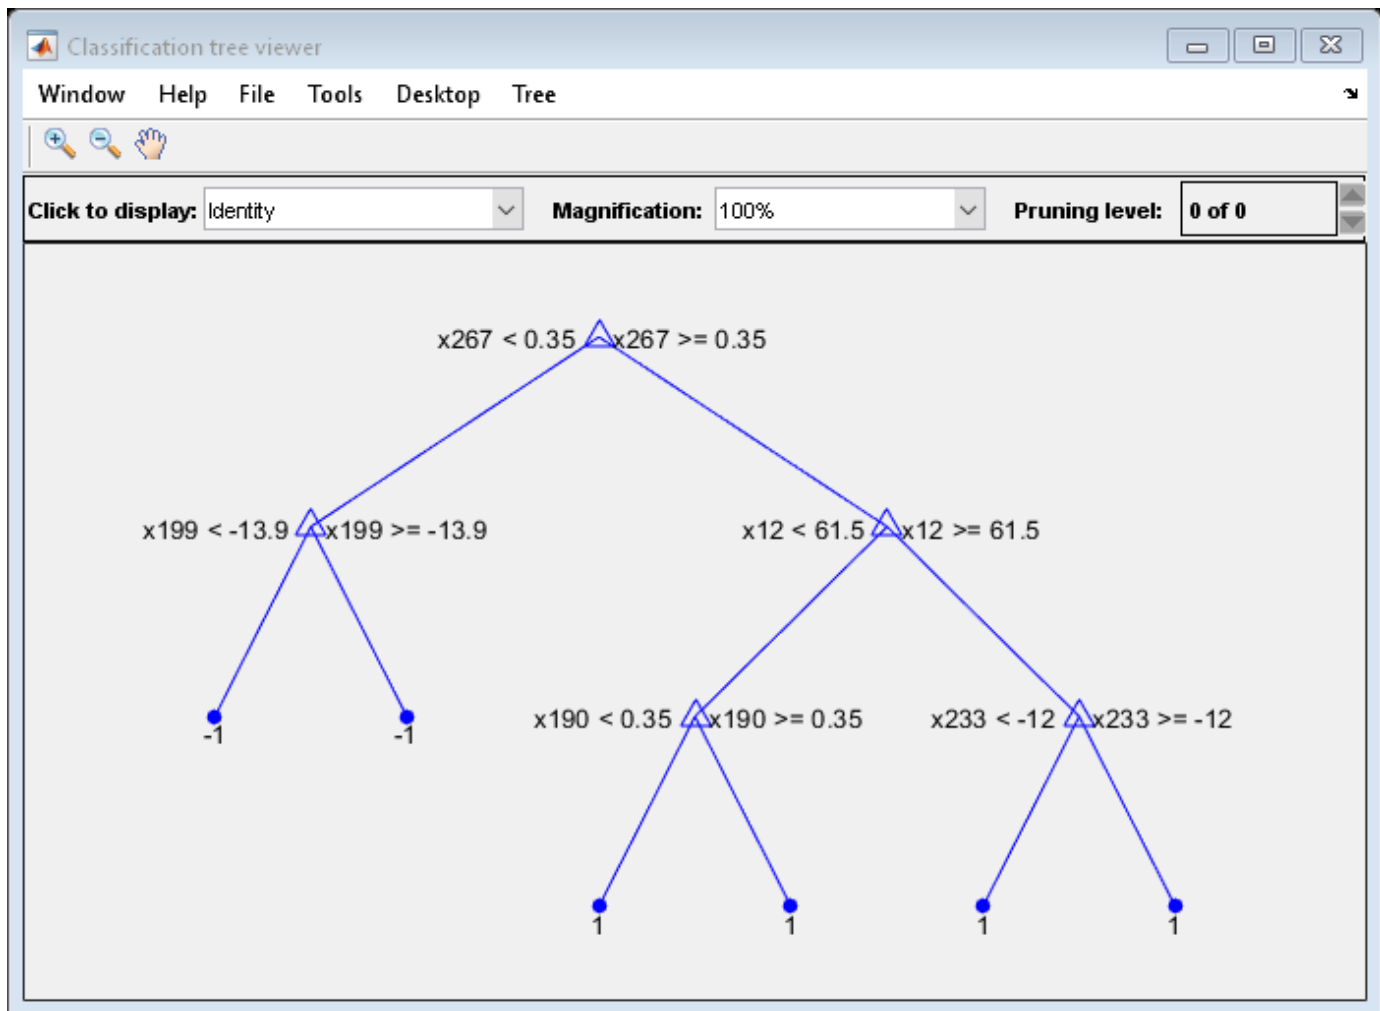 Classification tree viewer
Window Help File Tools Desktop Tree
Click to display: Identity Magnification: 100% Pruning level: 0 of 0
x267 < 0.35 x267 >= 0.35
x199 < -13.9 x199 >= -13.9 x12 < 61.5 x12 >= 61.5
x190 < 0.35 x190 >= 0.35 x233 < -12 x233 >= -12
-1 -1
1 1 1 1